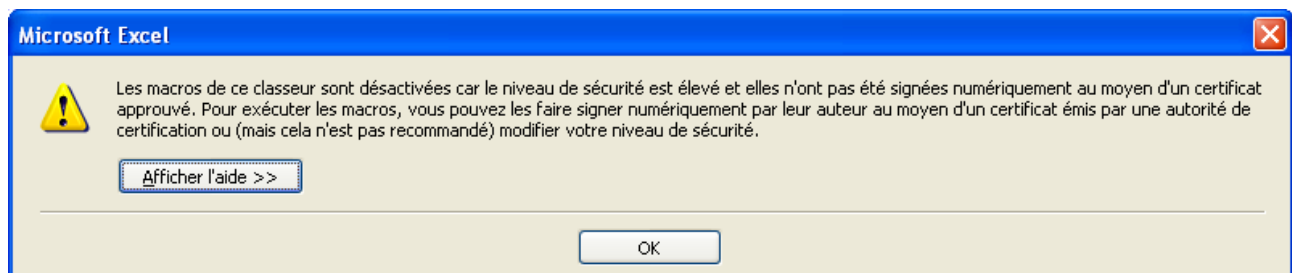 Microsoft Excel
Les macros de ce classeur sont désactivées car le niveau de sécurité est élevé et elles n'ont pas été signées numériquement au moyen d'un certificat
approuvé. Pour exécuter les macros, vous pouvez les faire signer numériquement par leur auteur au moyen d'un certificat émis par une autorité de
certification ou (mais cela n'est pas recommandé) modifier votre niveau de sécurité.
Afficher l'aide >>
OK